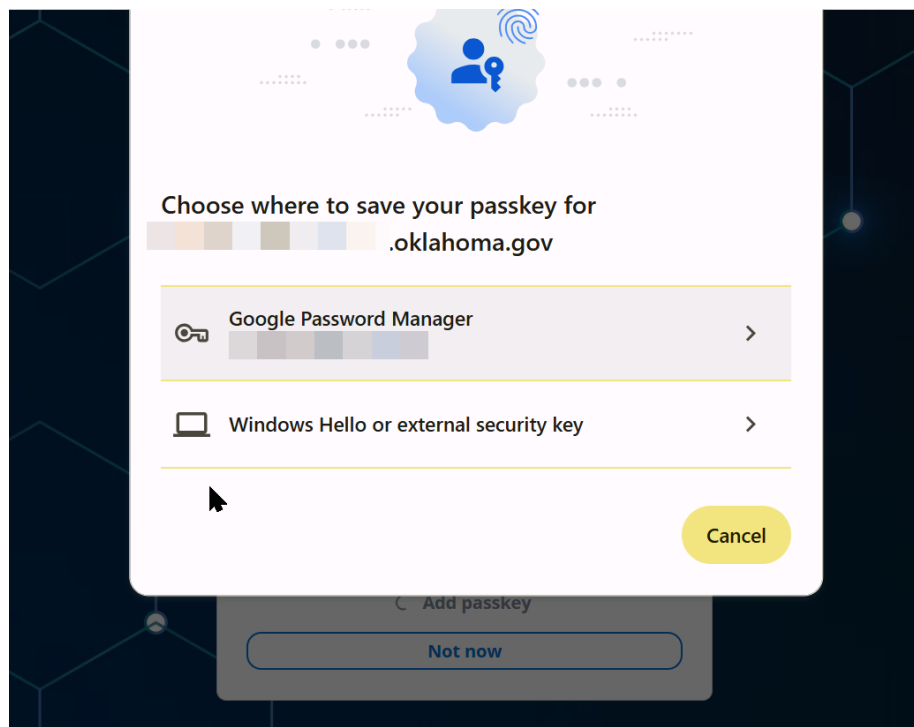 Choose where to save your passkey for
.oklahoma.gov
Google Password Manager
Windows Hello or external security key
Cancel
Add passkey
Not now